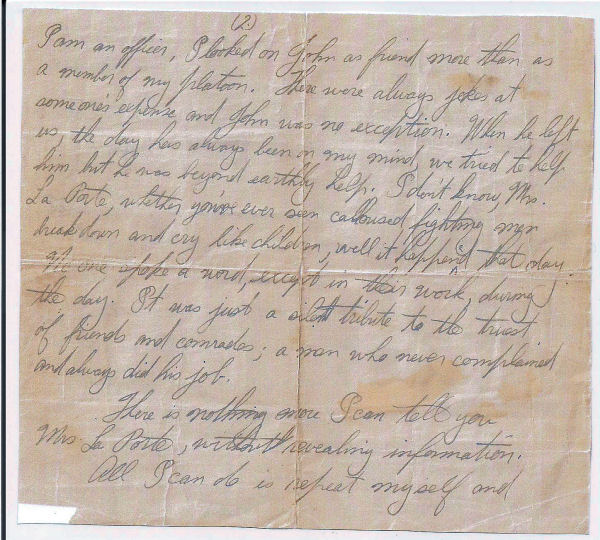 (2.)
I am an officer, I looked on John as friend more than as
a member of my platoon. There were always jokes at
someone's expense and John was no exception. When he left
us, the day has always been on my mind, we tried to help
him but he was beyond earthly help. I don't know, Mrs.
La Porte, whether you've ever seen calloused fighting men
break down and cry like children, well it happened that day.
No one spoke a word, except in their work, during
the day. It was just a silent tribute to the truest
of friends and comrades; a man who never complained
and always did his job.
There is nothing more I can tell you
Mrs La Porte, without revealing information.
All I can do is repeat myself and